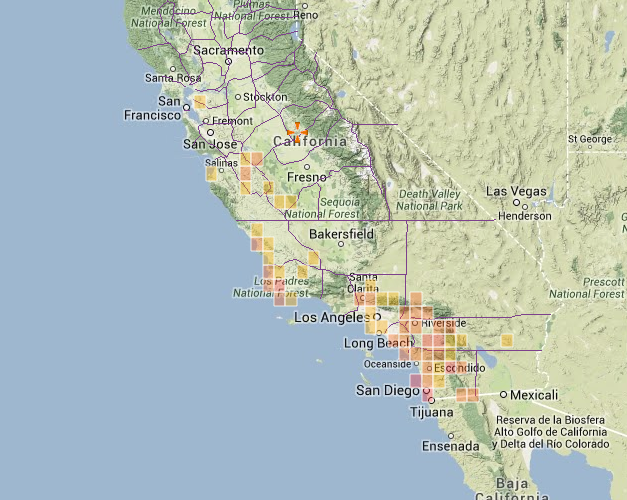 Mendocino
National Forest
Plumas
National Forest
Reno
Sacramento
Santa Rosa
Stockton
San
Francisco
Fremont
San Jose
California
St George
Salinas
Fresno
Las Vegas
Death Valley
National Park
Henderson
Sequoia
National Forest
Bakersfield
Prescott
National Forest
Los Padres
National Forest
Santa
Clarita
Los Angeles
Riverside
Long Beach
Oceanside
Escondido
San Diego
Mexicali
Tijuana
Reserva de la Biosfera
Alto Golfo de California
y Delta del Río Colorado
Ensenada
Baja
California